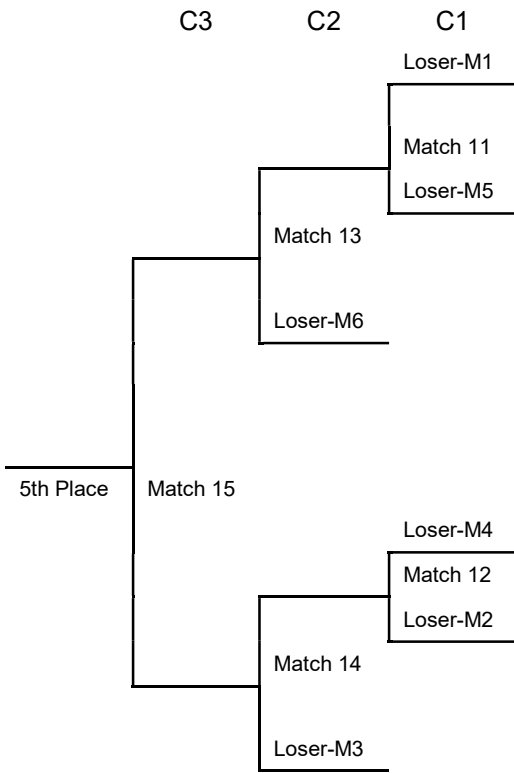 C3 C2 C1
Loser-M1
Match 11
Loser-M5
Match 13
Loser-M6
5th Place Match 15
Loser-M4
Match 12
Loser-M2
Match 14
Loser-M3